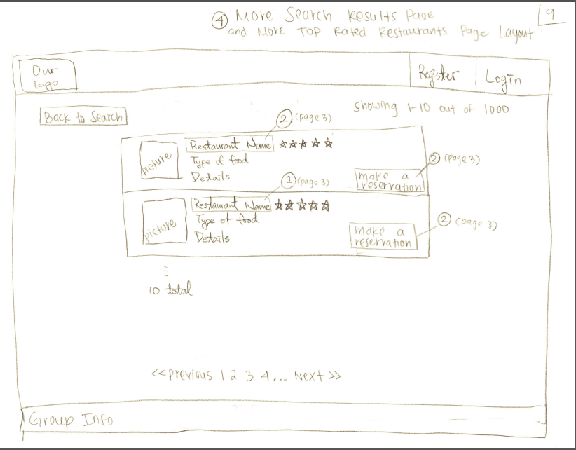 ④ More Search Results Page 9
and More Top Rated Restaurants Page Layout
Our
logo
Register Login
Back to Search
Showing 1-10 out of 1000
② (page 3)
picture
Restaurant Name ☆☆☆☆☆
Type of food
Details
make a
reservation
② (page 3)
① (page 3)
picture
Restaurant Name ☆☆☆☆☆
Type of food
Details
make a
reservation
② (page 3)
⋮
10 total
<<previous 1 2 3 4... Next>>
Group Info